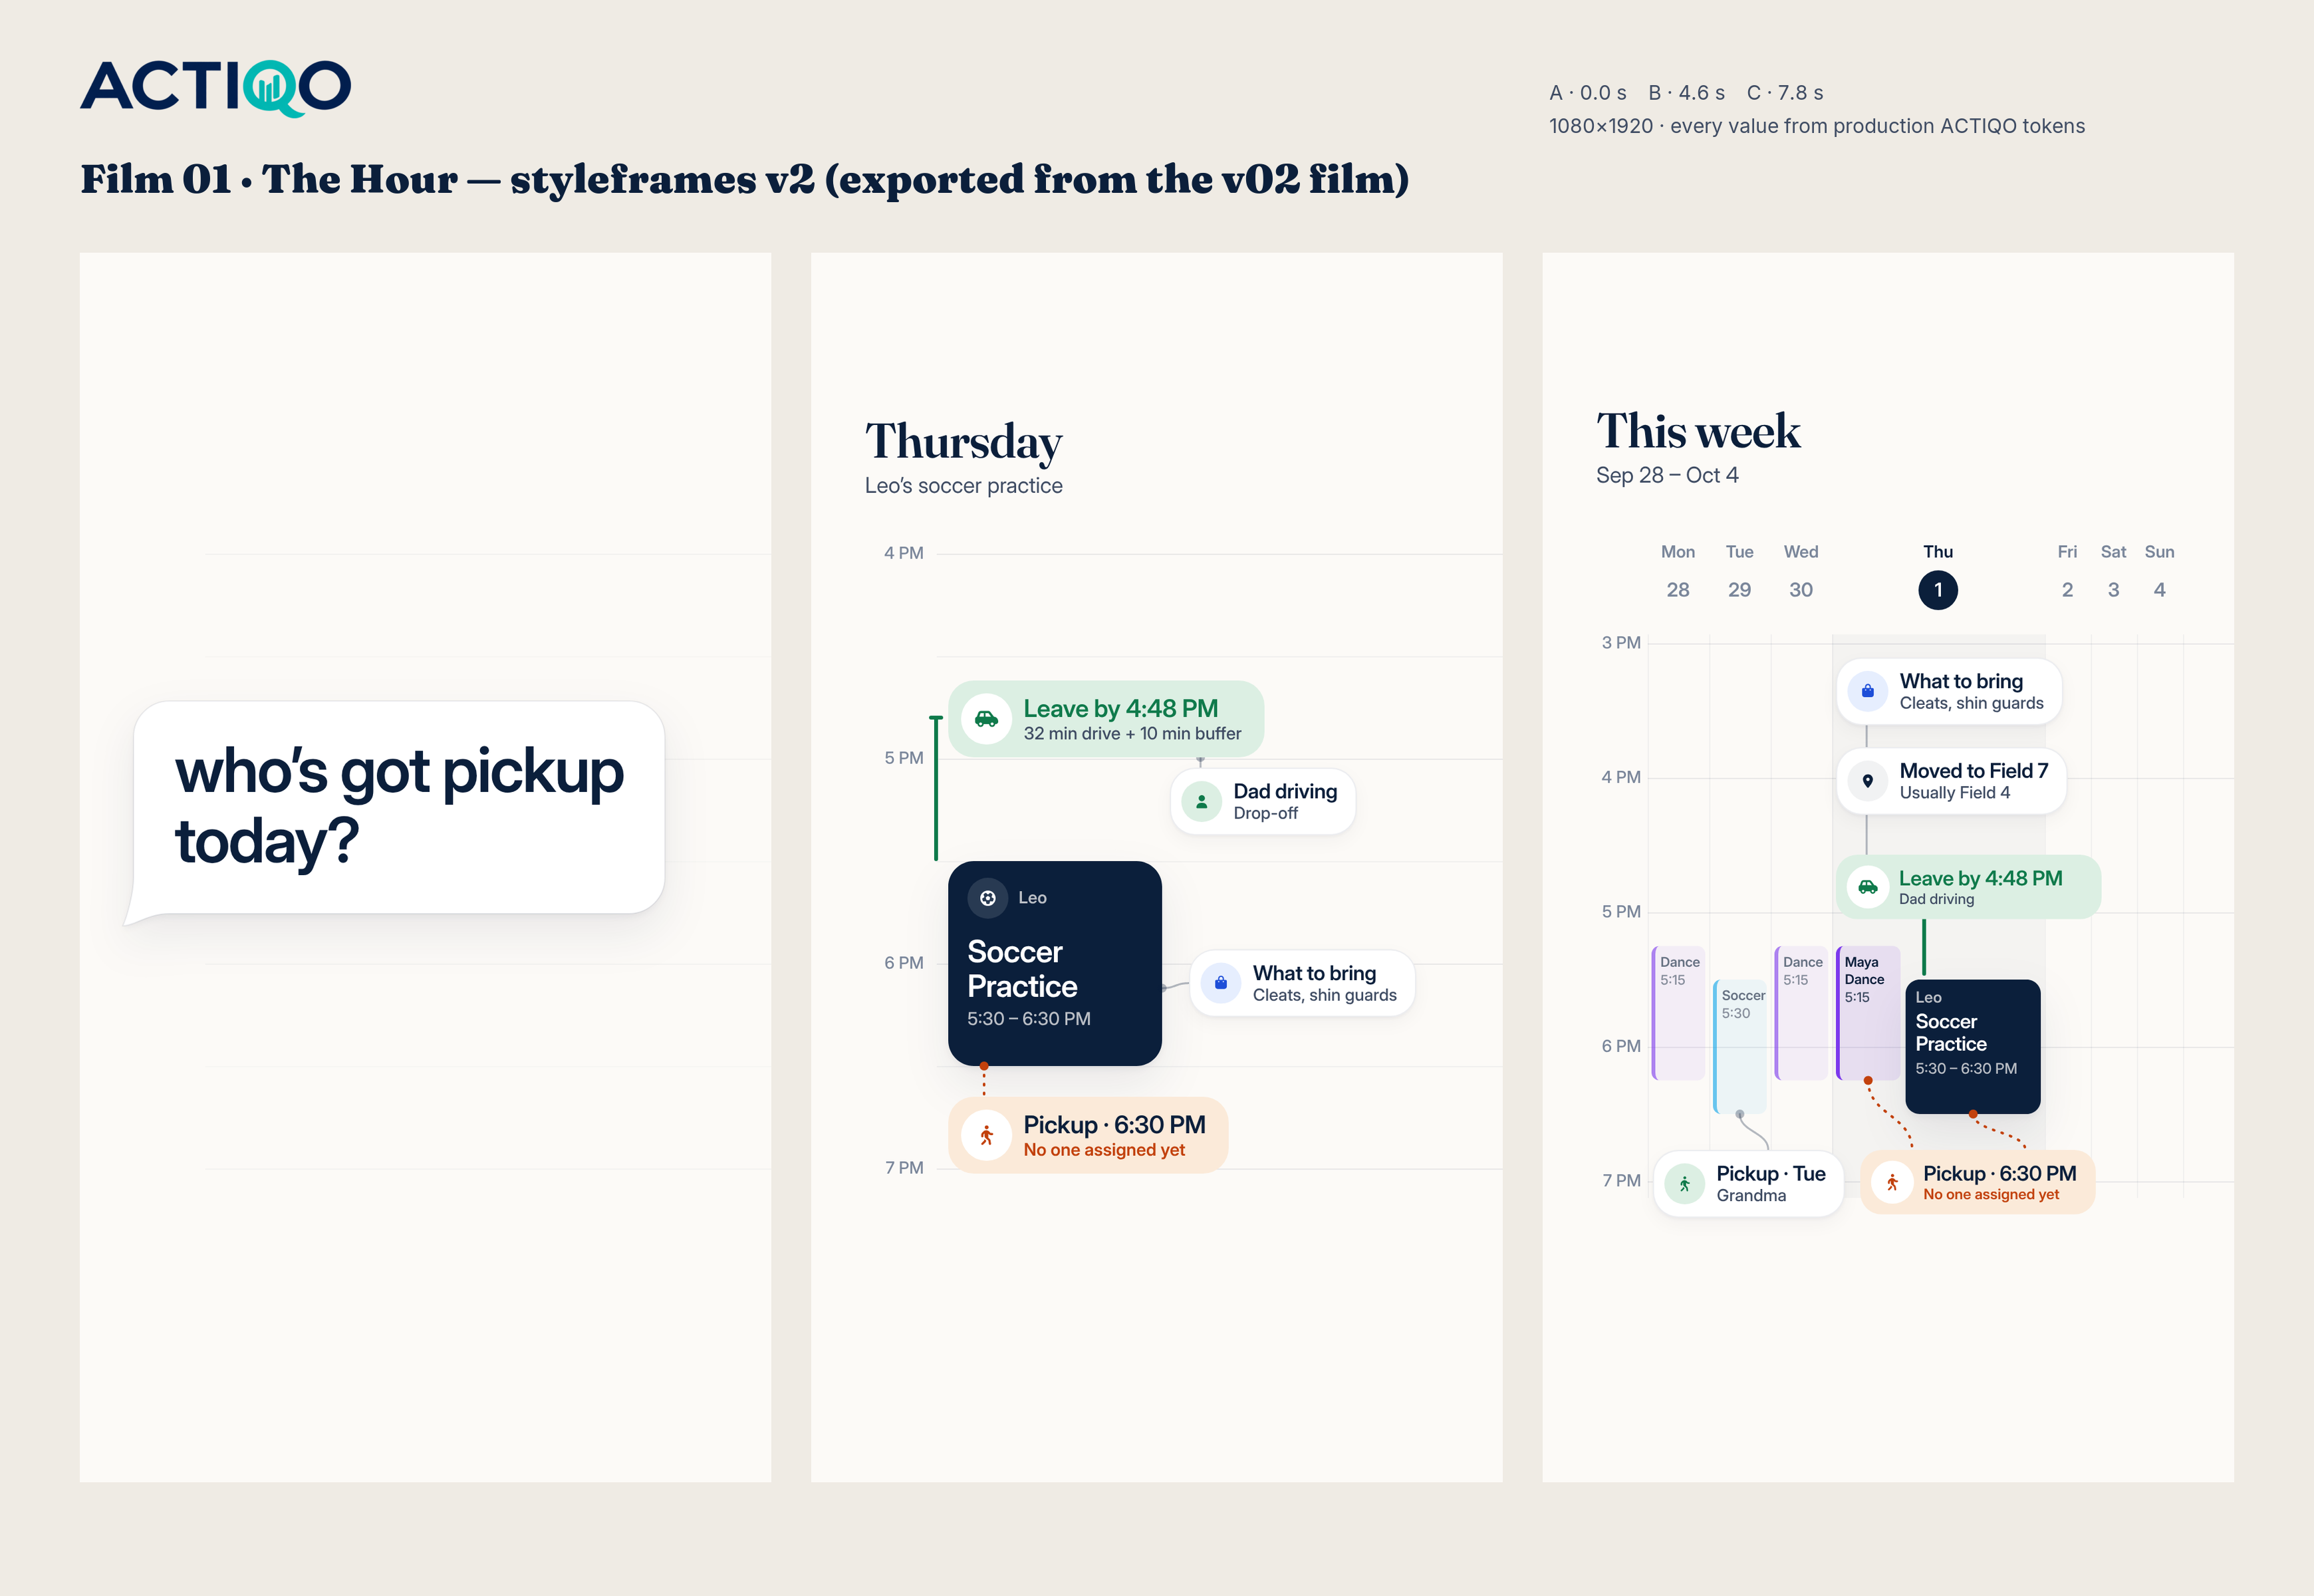 ACTIQO
A · 0.0 s B · 4.6 s C · 7.8 s
1080×1920 · every value from production ACTIQO tokens
Film 01 · The Hour — styleframes v2 (exported from the v02 film)
who’s got pickup
today?
Thursday
Leo’s soccer practice
4 PM
Leave by 4:48 PM
32 min drive + 10 min buffer
5 PM
Dad driving
Drop-off
Leo
Soccer
Practice
5:30 – 6:30 PM
6 PM
What to bring
Cleats, shin guards
Pickup · 6:30 PM
No one assigned yet
7 PM
This week
Sep 28 – Oct 4
Mon Tue Wed Thu Fri Sat Sun
28 29 30 1 2 3 4
3 PM
What to bring
Cleats, shin guards
4 PM
Moved to Field 7
Usually Field 4
Leave by 4:48 PM
Dad driving
5 PM
Dance
5:15
Soccer
5:30
Dance
5:15
Maya
Dance
5:15
Leo
Soccer
Practice
5:30 – 6:30 PM
6 PM
7 PM
Pickup · Tue
Grandma
Pickup · 6:30 PM
No one assigned yet